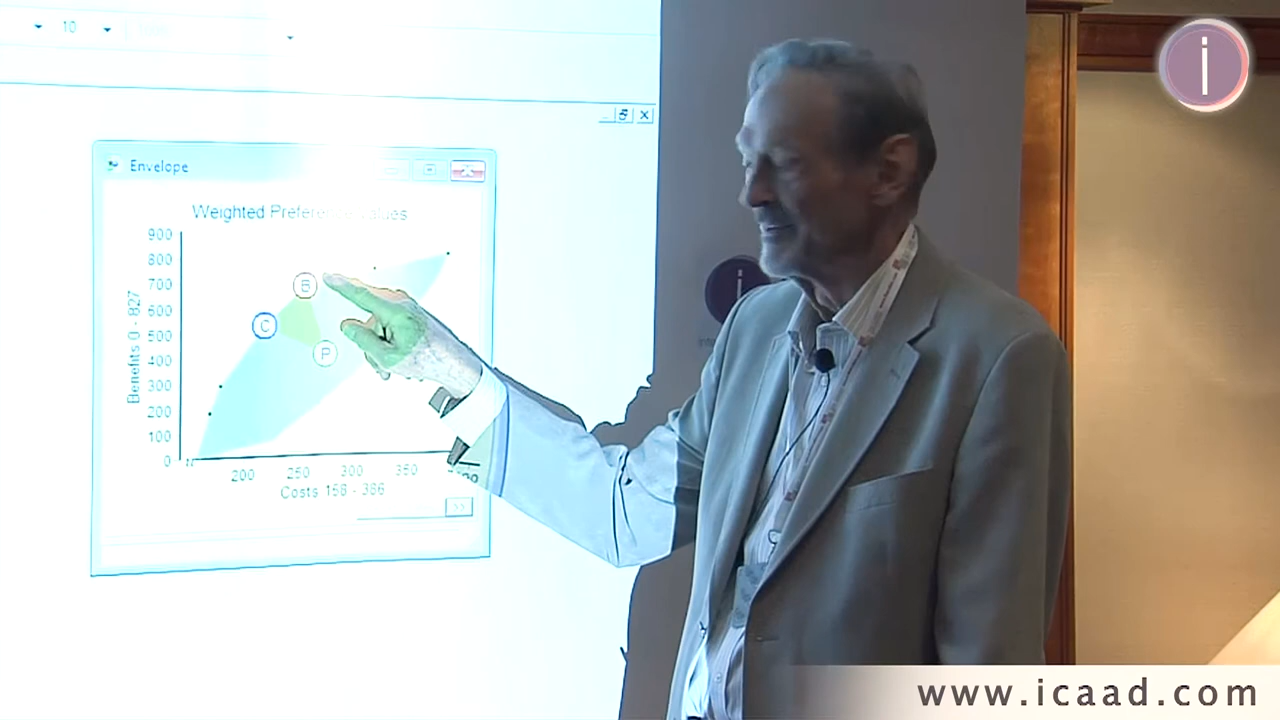 10
i
Envelope
Weighted Preference Values
900
800
700
600
500
400
300
200
100
0
Benefits 0 - 827
B
C
P
200 250 300 350
Costs 156 - 386
>>
i
www.icaad.com